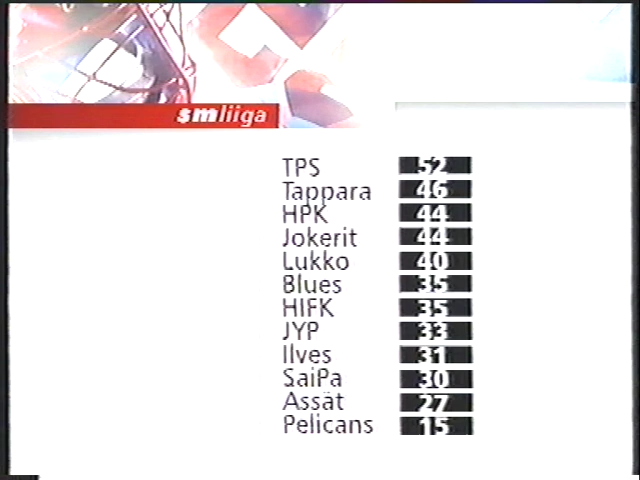 smliiga
TPS 52
Tappara 46
HPK 44
Jokerit 44
Lukko 40
Blues 35
HIFK 35
JYP 33
Ilves 31
SaiPa 30
Ässät 27
Pelicans 15